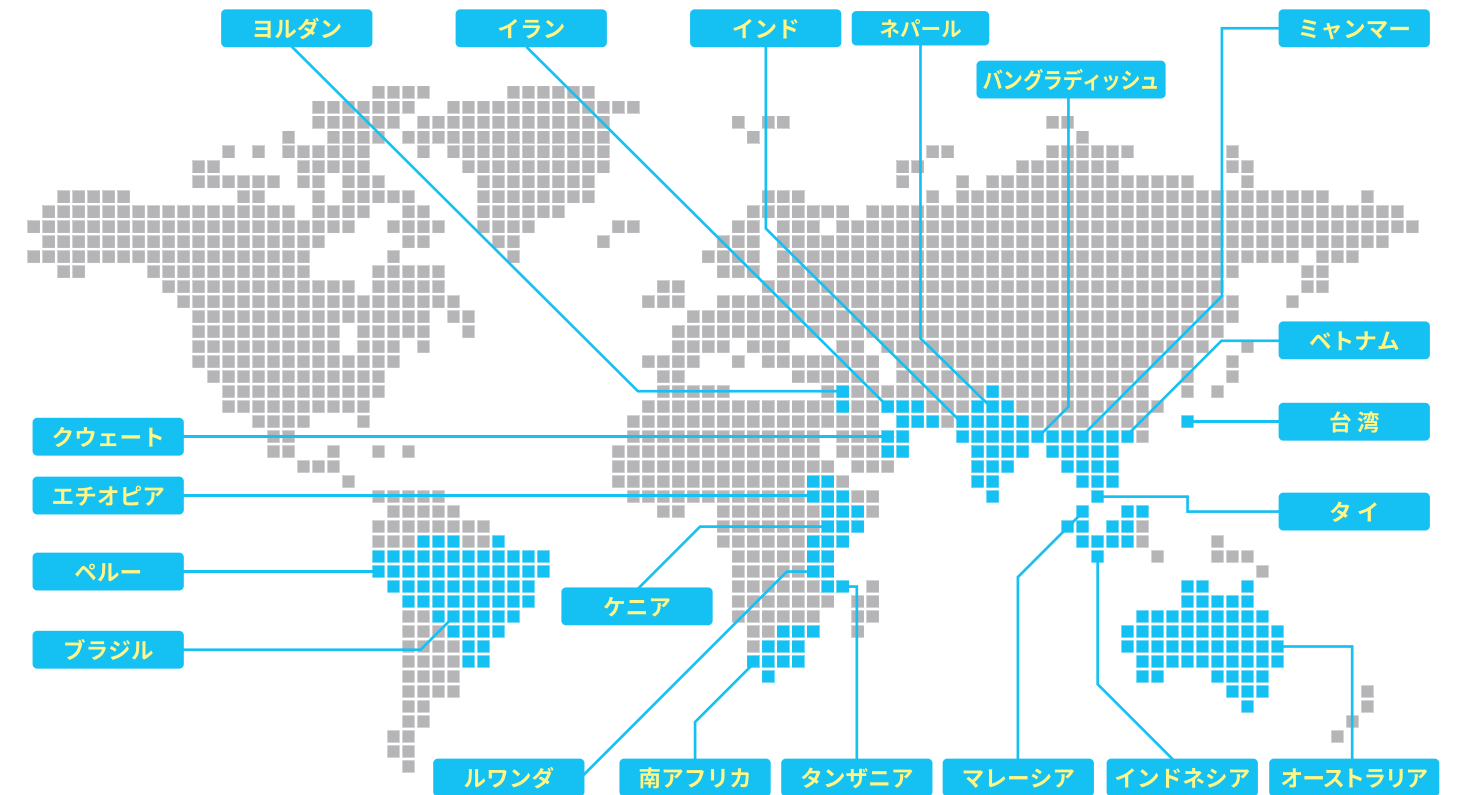 ヨルダン
イラン
インド
ネパール
ミャンマー
バングラディッシュ
ベトナム
クウェート
台湾
エチオピア
タイ
ペルー
ケニア
ブラジル
ルワンダ
南アフリカ
タンザニア
マレーシア
インドネシア
オーストラリア